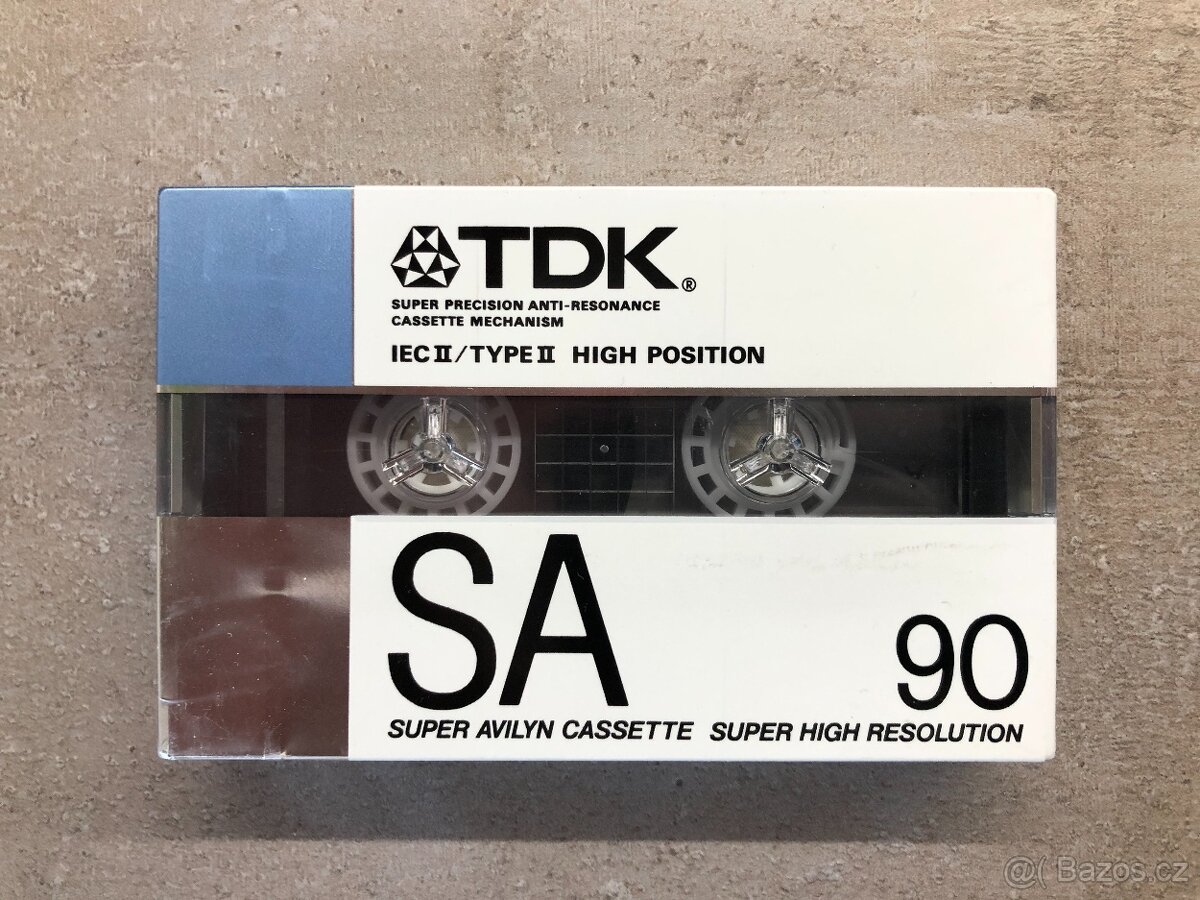 TDK®
SUPER PRECISION ANTI-RESONANCE
CASSETTE MECHANISM
IEC II/TYPE II HIGH POSITION
SA
90
SUPER AVILYN CASSETTE SUPER HIGH RESOLUTION
@( Bazos.cz